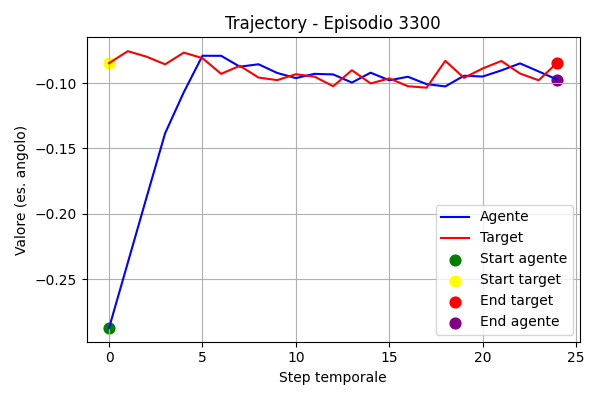 Trajectory - Episodio 3300
Valore (es. angolo)
−0.10
−0.15
−0.20
−0.25
0
5
10
15
20
25
Step temporale
Agente
Target
Start agente
Start target
End target
End agente